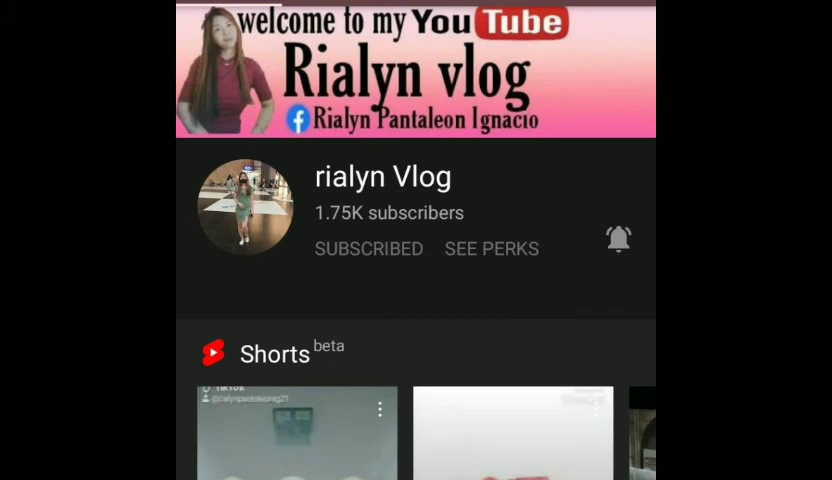 welcome to my YouTube
Rialyn vlog
Rialyn Pantaleon Ignacio
rialyn Vlog
1.75K subscribers
SUBSCRIBED SEE PERKS
Shorts beta
TikTok